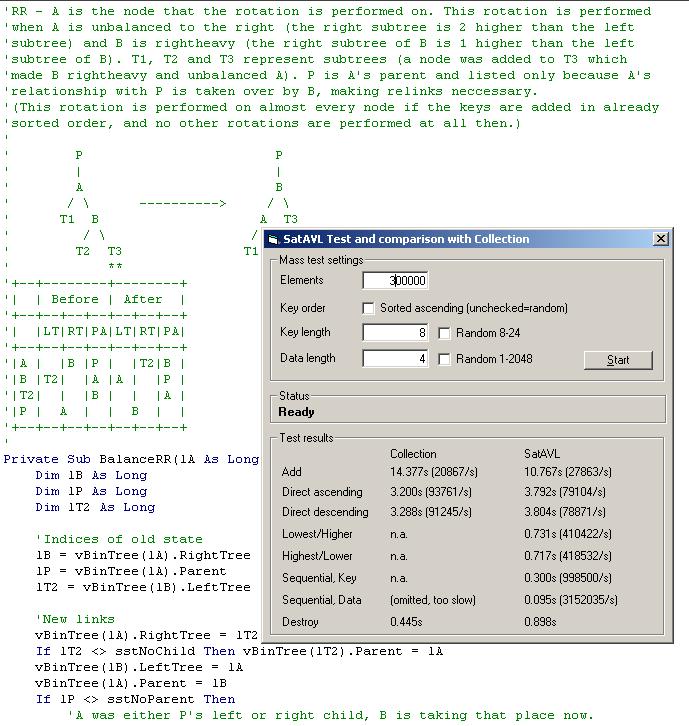 'RR - A is the node that the rotation is performed on. This rotation is performed
'when A is unbalanced to the right (the right subtree is 2 higher than the left
'subtree) and B is rightheavy (the right subtree of B is 1 higher than the left
'subtree of B). T1, T2 and T3 represent subtrees (a node was added to T3 which
'made B rightheavy and unbalanced A). P is A's parent and listed only because A's
'relationship with P is taken over by B, making relinks neccessary.
'(This rotation is performed on almost every node if the keys are added in already
'sorted order, and no other rotations are performed at all then.)
'
'         P                            P
'         |                            |
'         A                            B
'        / \       ---------->        / \
'       T1  B                        A  T3
'          / \                      /
'         T2  T3                   T1
'             **
'+--+--------+--------+
'|  | Before | After  |
'+--+--+--+--+--+--+--+
'|  |LT|RT|PA|LT|RT|PA|
'+--+--+--+--+--+--+--+
'|A |  |B |P |  |T2|B |
'|B |T2|  |A |A |  |P |
'|T2|  |  |B |  |  |A |
'|P |  A  |  |  B  |  |
'+--+--+--+--+--+--+--+
'
Private Sub BalanceRR(lA As Long
Dim lB As Long
Dim lP As Long
Dim lT2 As Long
'Indices of old state
lB = vBinTree(lA).RightTree
lP = vBinTree(lA).Parent
lT2 = vBinTree(lB).LeftTree
'New links
vBinTree(lA).RightTree = lT2
If lT2 <> sstNoChild Then vBinTree(lT2).Parent = lA
vBinTree(lB).LeftTree = lA
vBinTree(lA).Parent = lB
If lP <> sstNoParent Then
'A was either P's left or right child, B is taking that place now.
SatAVL Test and comparison with Collection
Mass test settings
Elements 300000
Key order Sorted ascending (unchecked=random)
Key length 8 Random 8-24
Data length 4 Random 1-2048 Start
Status
Ready
Test results
Collection SatAVL
Add 14.377s (20867/s) 10.767s (27863/s)
Direct ascending 3.200s (93761/s) 3.792s (79104/s)
Direct descending 3.288s (91245/s) 3.804s (78871/s)
Lowest/Higher n.a. 0.731s (410422/s)
Highest/Lower n.a. 0.717s (418532/s)
Sequential, Key n.a. 0.300s (998500/s)
Sequential, Data (omitted, too slow) 0.095s (3152035/s)
Destroy 0.445s 0.898s